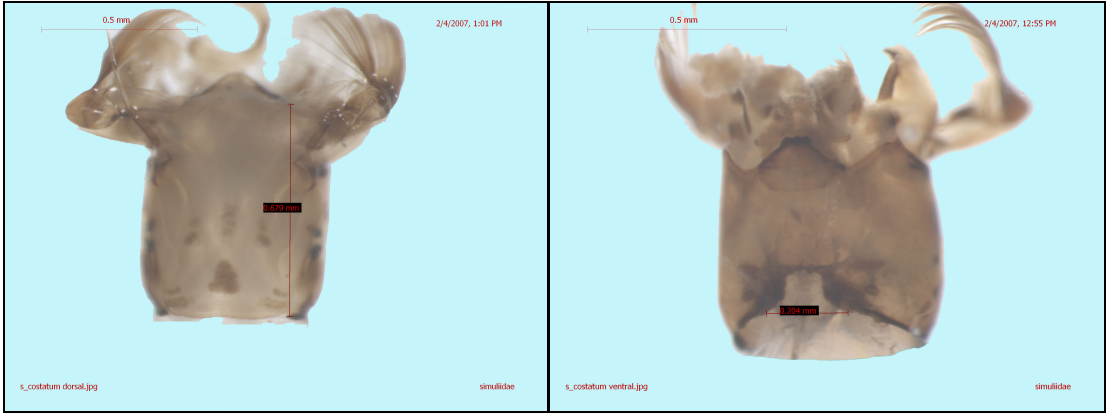 0.5 mm
2/4/2007, 1:01 PM
0.679 mm
s_costatum dorsal.jpg
simuliidae
0.5 mm
2/4/2007, 12:55 PM
0.204 mm
s_costatum ventral.jpg
simuliidae